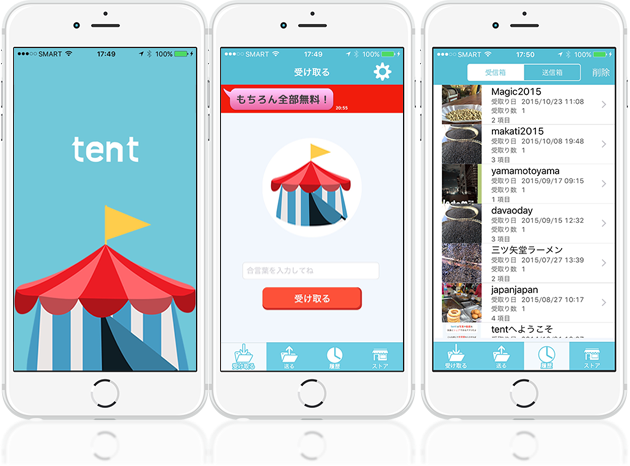 SMART 17:49 100%
tent
SMART 17:49 100%
受け取る
もちろん全部無料！
20:55
合言葉を入力してね
受け取る
受け取る 送る 履歴 ストア
SMART 17:50 100%
受信箱 送信箱 削除
Magic2015
受取り日 2015/10/23 11:08
受取り数 1
2 項目
makati2015
受取り日 2015/10/08 19:48
受取り数 1
3 項目
yamamotoyama
受取り日 2015/09/17 09:15
受取り数 1
1 項目
davaoday
受取り日 2015/09/15 12:32
受取り数 1
3 項目
三ツ矢堂ラーメン
受取り日 2015/07/27 13:39
受取り数 1
2 項目
japanjapan
受取り日 2015/08/27 10:17
受取り数 1
4 項目
tentへようこそ
受取る 送る 履歴 ストア